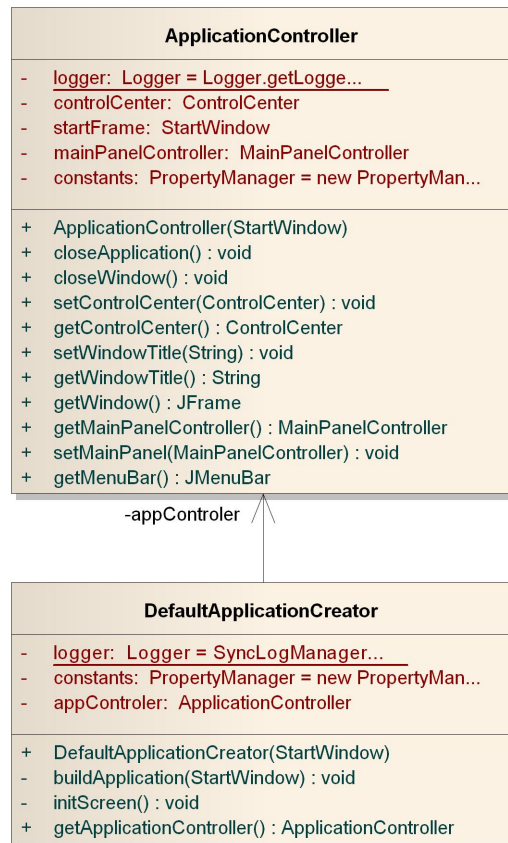 ApplicationController
- logger: Logger = Logger.getLogge...
- controlCenter: ControlCenter
- startFrame: StartWindow
- mainPanelController: MainPanelController
- constants: PropertyManager = new PropertyMan...
+ ApplicationController(StartWindow)
+ closeApplication() : void
+ closeWindow() : void
+ setControlCenter(ControlCenter) : void
+ getControlCenter() : ControlCenter
+ setWindowTitle(String) : void
+ getWindowTitle() : String
+ getWindow() : JFrame
+ getMainPanelController() : MainPanelController
+ setMainPanel(MainPanelController) : void
+ getMenuBar() : JMenuBar
-appControler
DefaultApplicationCreator
- logger: Logger = SyncLogManager...
- constants: PropertyManager = new PropertyMan...
- appControler: ApplicationController
+ DefaultApplicationCreator(StartWindow)
- buildApplication(StartWindow) : void
- initScreen() : void
+ getApplicationController() : ApplicationController